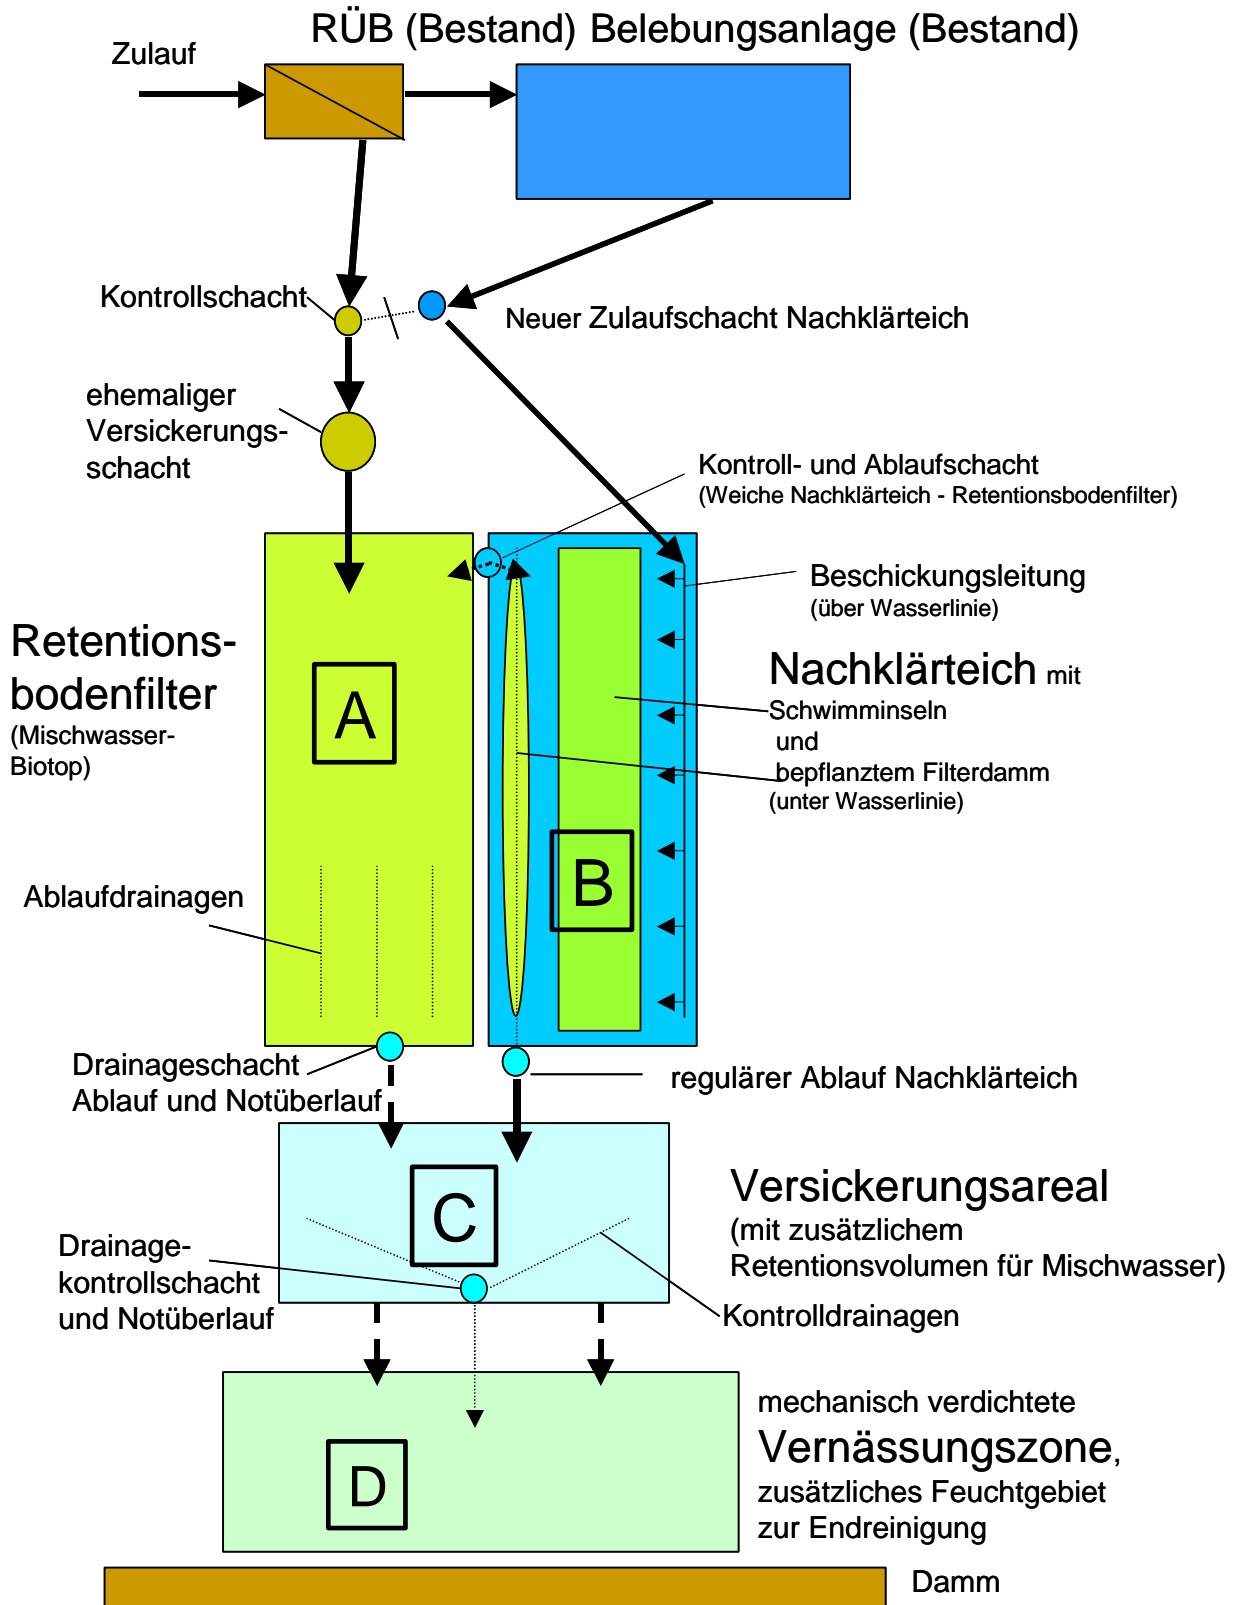 RÜB (Bestand) Belebungsanlage (Bestand)
Zulauf
Kontrollschacht
Neuer Zulaufschacht Nachklärteich
ehemaliger
Versickerungs-
schacht
Kontroll- und Ablaufschacht
(Weiche Nachklärteich - Retentionsbodenfilter)
Beschickungsleitung
(über Wasserlinie)
Retentions-
bodenfilter
(Mischwasser-
Biotop)
A
Nachklärteich mit
Schwimminseln
und
bepflanztem Filterdamm
(unter Wasserlinie)
B
Ablaufdrainagen
Drainageschacht
Ablauf und Notüberlauf
regulärer Ablauf Nachklärteich
C
Versickerungsareal
(mit zusätzlichem
Retentionsvolumen für Mischwasser)
Drainage-
kontrollschacht
und Notüberlauf
Kontrolldrainagen
D
mechanisch verdichtete
Vernässungszone,
zusätzliches Feuchtgebiet
zur Endreinigung
Damm